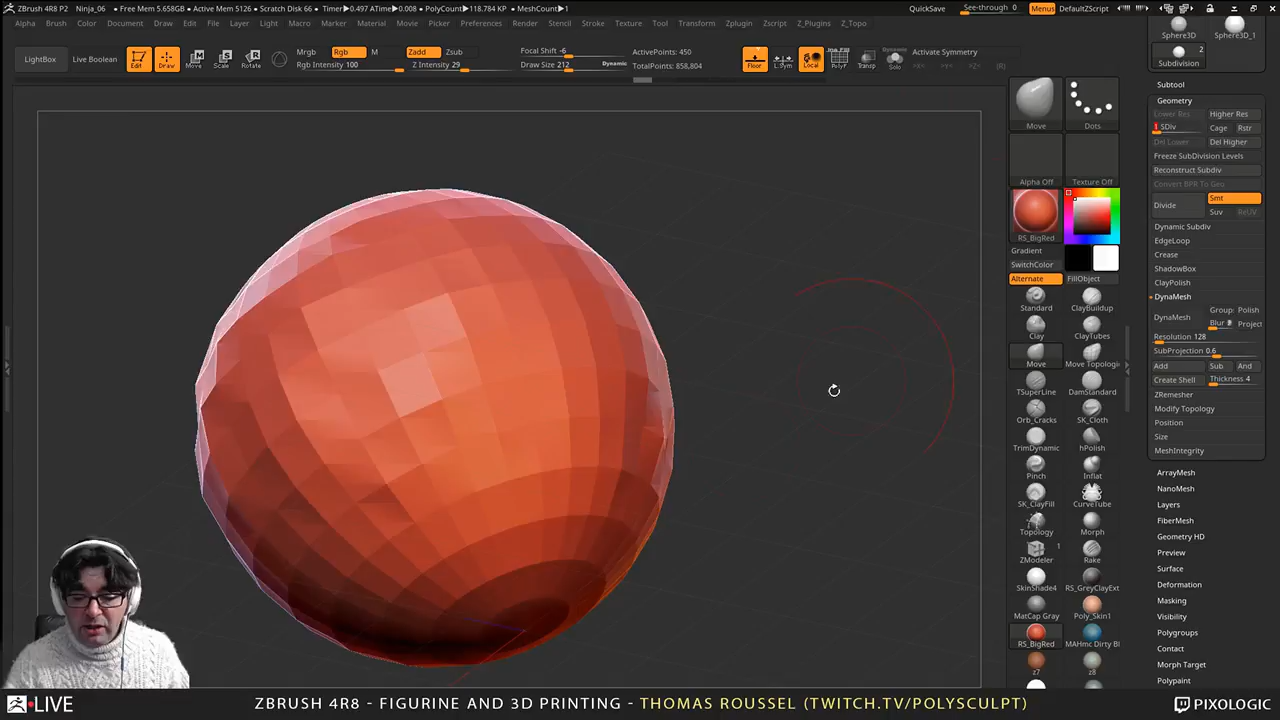 ZBrush 4R8 P2 Ninja_06 • Free Mem 5.658GB • Active Mem 5126 • Scratch Disk 66 • Timer▶0.497 ATime▶0.008 • PolyCount▶118.784 KP • MeshCount▶1 QuickSave See-through 0 Menus DefaultZScript
Alpha Brush Color Document Draw Edit File Layer Light Macro Marker Material Movie Picker Preferences Render Stencil Stroke Texture Tool Transform Zplugin Zscript Z_Plugins Z_Topo
LightBox Live Boolean Edit Draw Move Scale Rotate
Mrgb Rgb M
Rgb Intensity 100
Zadd Zsub
Z Intensity 29
Focal Shift -6
Draw Size 212 Dynamic
ActivePoints: 450
TotalPoints: 858,804
Floor L.Sym Local PolyF Transp
Dynamic
Solo
Activate Symmetry
>X< >Y< >Z< (R)
Move Dots
Alpha Off Texture Off
RS_BigRed
Gradient
SwitchColor
Alternate FillObject
Standard ClayBuildup
Clay ClayTubes
Move Move Topologic
TSuperLine DamStandard
Orb_Cracks SK_Cloth
TrimDynamic hPolish
Pinch Inflat
SK_ClayFill CurveTube
Topology Morph
1
ZModeler Rake
SkinShade4 RS_GreyClayExt
MatCap Gray Poly_Skin1
RS_BigRed MAHmc Dirty Bl
z7 z8
Sphere3D Sphere3D_1
2
Subdivision
Subtool
Geometry
Lower Res Higher Res
SDiv Cage Rstr
Del Lower Del Higher
Freeze SubDivision Levels
Reconstruct Subdiv
Convert BPR To Geo
Divide Smt
Suv ReUV
Dynamic Subdiv
EdgeLoop
Crease
ShadowBox
ClayPolish
DynaMesh
DynaMesh Group Polish
Blur Project
Resolution 128
SubProjection 0.6
Add Sub And
Create Shell Thickness 4
ZRemesher
Modify Topology
Position
Size
MeshIntegrity
ArrayMesh
NanoMesh
Layers
FiberMesh
Geometry HD
Preview
Surface
Deformation
Masking
Visibility
Polygroups
Contact
Morph Target
Polypaint
LIVE ZBRUSH 4R8 - FIGURINE AND 3D PRINTING - THOMAS ROUSSEL (TWITCH.TV/POLYSCULPT) PIXOLOGIC